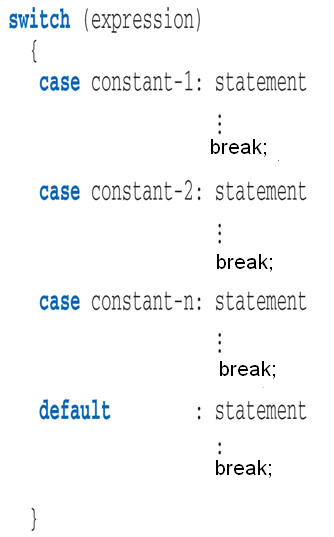 switch (expression)
{
case constant-1: statement
⋮
break;
case constant-2: statement
⋮
break;
case constant-n: statement
⋮
break;
default : statement
:
break;
}